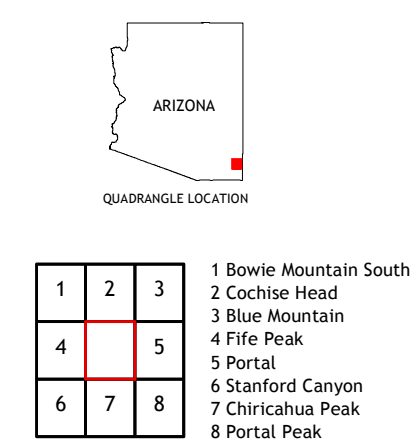 ARIZONA
QUADRANGLE LOCATION
1 2 3
4 5
6 7 8
1 Bowie Mountain South
2 Cochise Head
3 Blue Mountain
4 Fife Peak
5 Portal
6 Stanford Canyon
7 Chiricahua Peak
8 Portal Peak